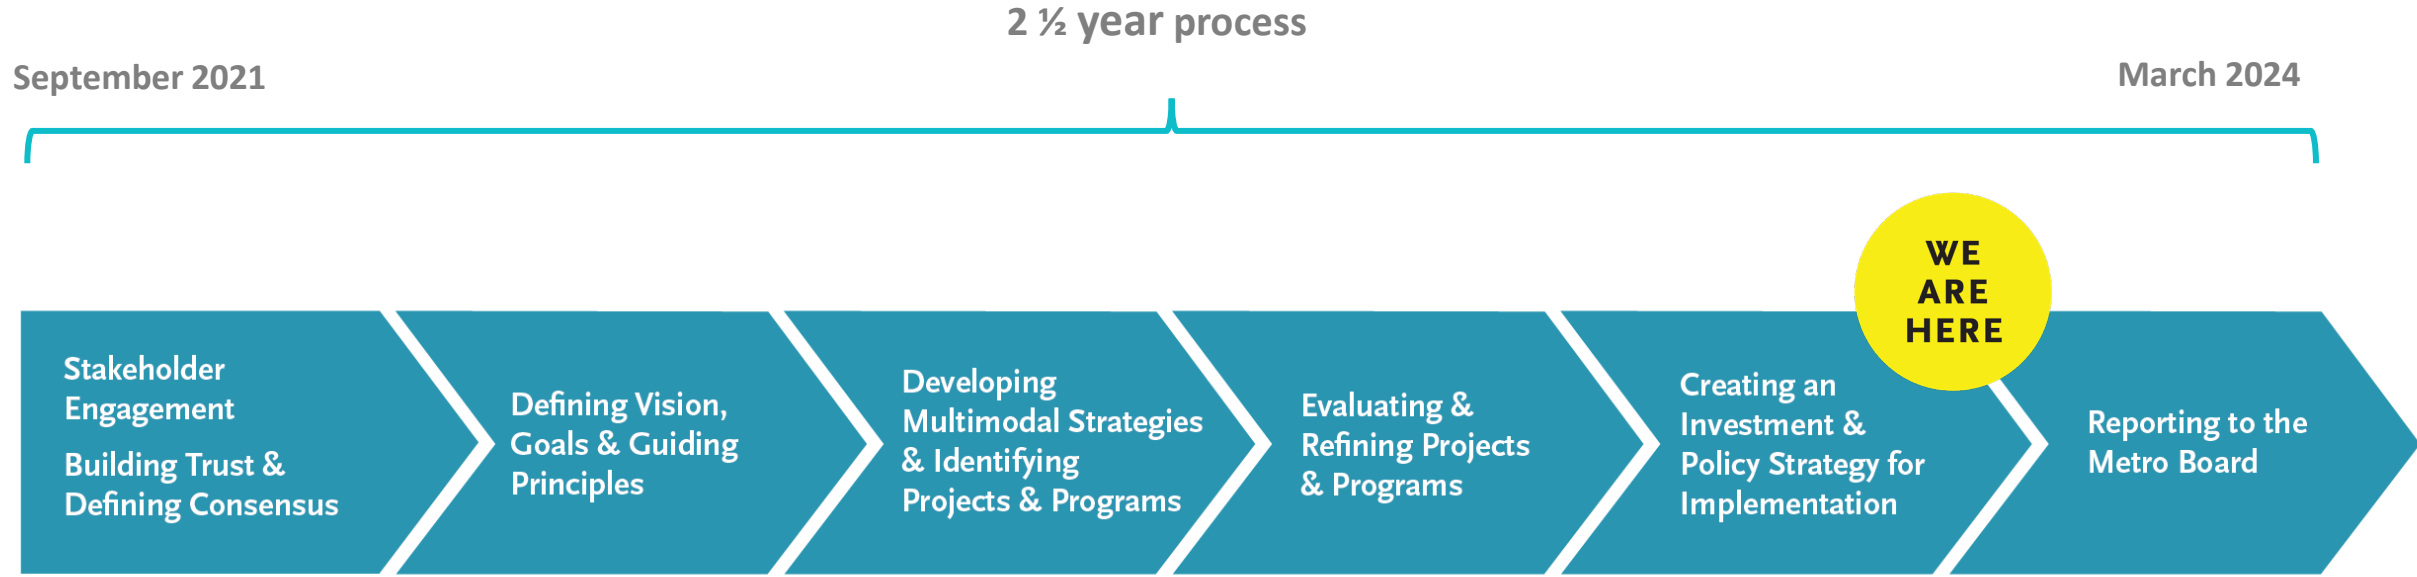 2 ½ year process
September 2021
March 2024
WE
ARE
HERE
Stakeholder
Engagement
Building Trust &
Defining Consensus
Defining Vision,
Goals & Guiding
Principles
Developing
Multimodal Strategies
& Identifying
Projects & Programs
Evaluating &
Refining Projects
& Programs
Creating an
Investment &
Policy Strategy for
Implementation
Reporting to the
Metro Board